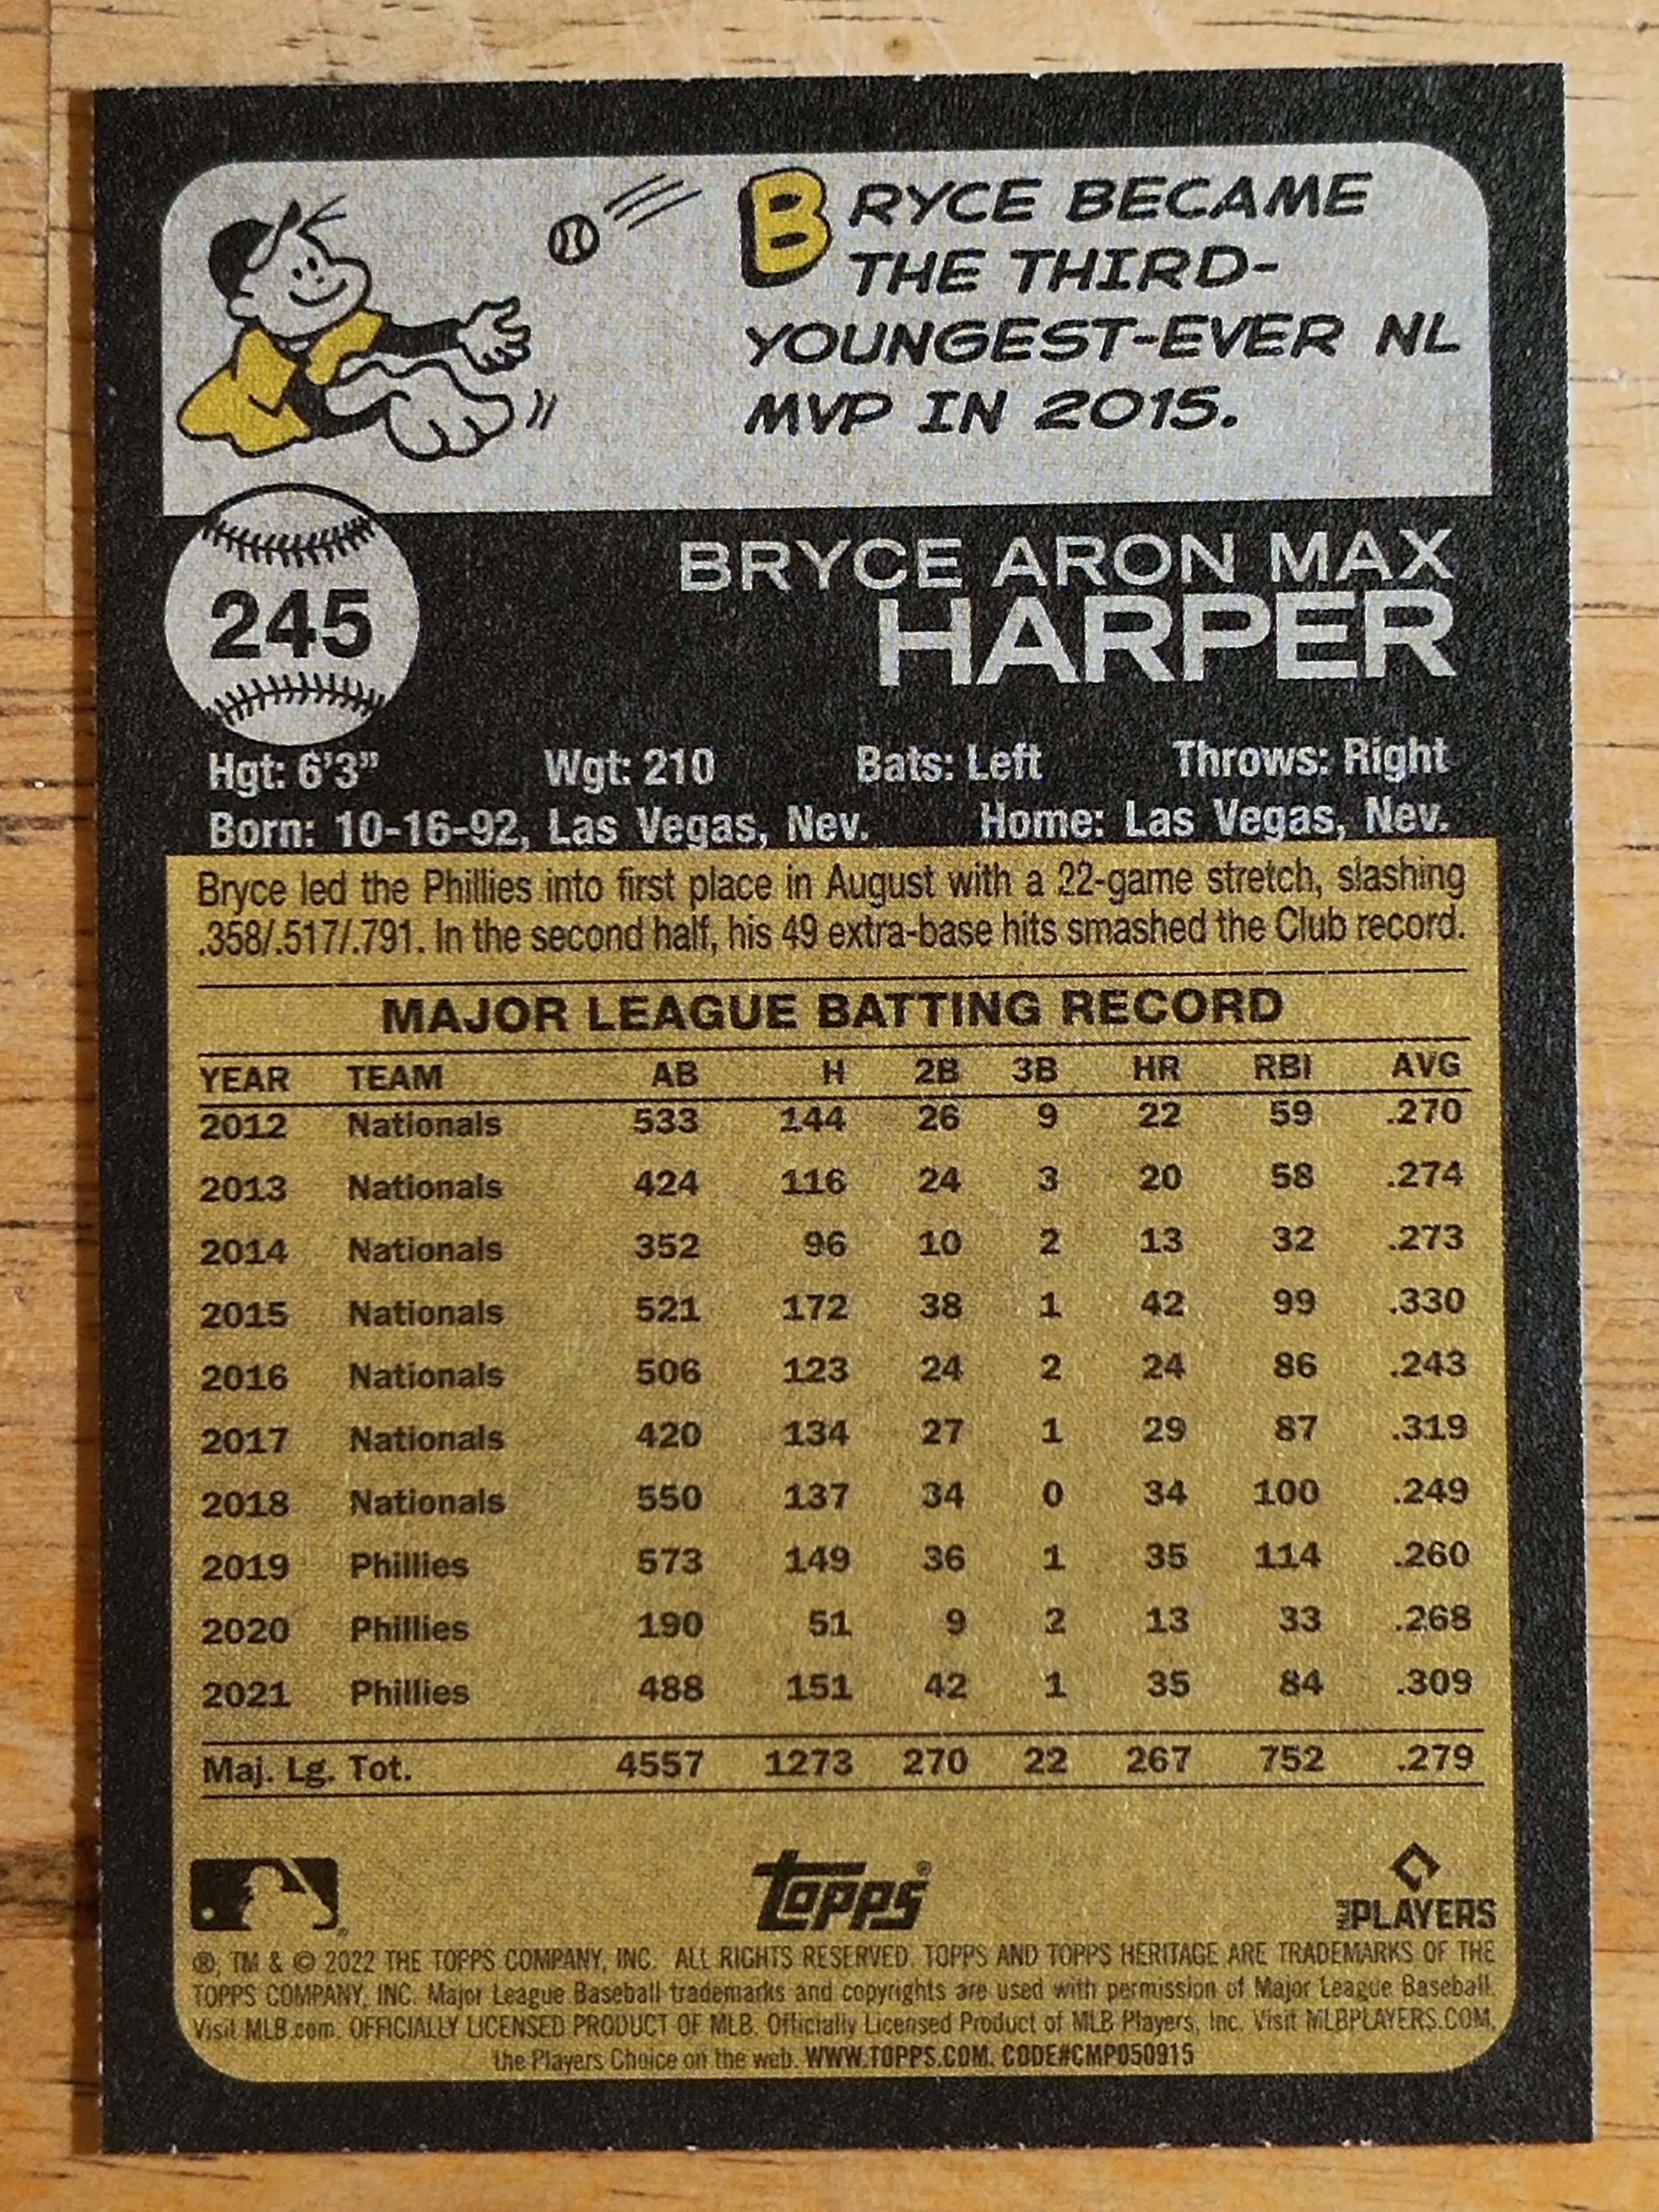 BRYCE BECAME
THE THIRD-
YOUNGEST-EVER NL
MVP IN 2015.
245
BRYCE ARON MAX
HARPER
Hgt: 6'3" Wgt: 210 Bats: Left Throws: Right
Born: 10-16-92, Las Vegas, Nev. Home: Las Vegas, Nev.
Bryce led the Phillies into first place in August with a 22-game stretch, slashing
.358/.517/.791. In the second half, his 49 extra-base hits smashed the Club record.
MAJOR LEAGUE BATTING RECORD
YEAR TEAM AB H 2B 3B HR RBI AVG
2012 Nationals 533 144 26 9 22 59 .270
2013 Nationals 424 116 24 3 20 58 .274
2014 Nationals 352 96 10 2 13 32 .273
2015 Nationals 521 172 38 1 42 99 .330
2016 Nationals 506 123 24 2 24 86 .243
2017 Nationals 420 134 27 1 29 87 .319
2018 Nationals 550 137 34 0 34 100 .249
2019 Phillies 573 149 36 1 35 114 .260
2020 Phillies 190 51 9 2 13 33 .268
2021 Phillies 488 151 42 1 35 84 .309
Maj. Lg. Tot. 4557 1273 270 22 267 752 .279
topps®
MLB PLAYERS
®, TM & © 2022 THE TOPPS COMPANY, INC. ALL RIGHTS RESERVED. TOPPS AND TOPPS HERITAGE ARE TRADEMARKS OF THE
TOPPS COMPANY, INC. Major League Baseball trademarks and copyrights are used with permission of Major League Baseball.
Visit MLB.com. OFFICIALLY LICENSED PRODUCT OF MLB. Officially Licensed Product of MLB Players, Inc. Visit MLBPLAYERS.COM,
the Players Choice on the web. WWW.TOPPS.COM. CODE#CMP050915